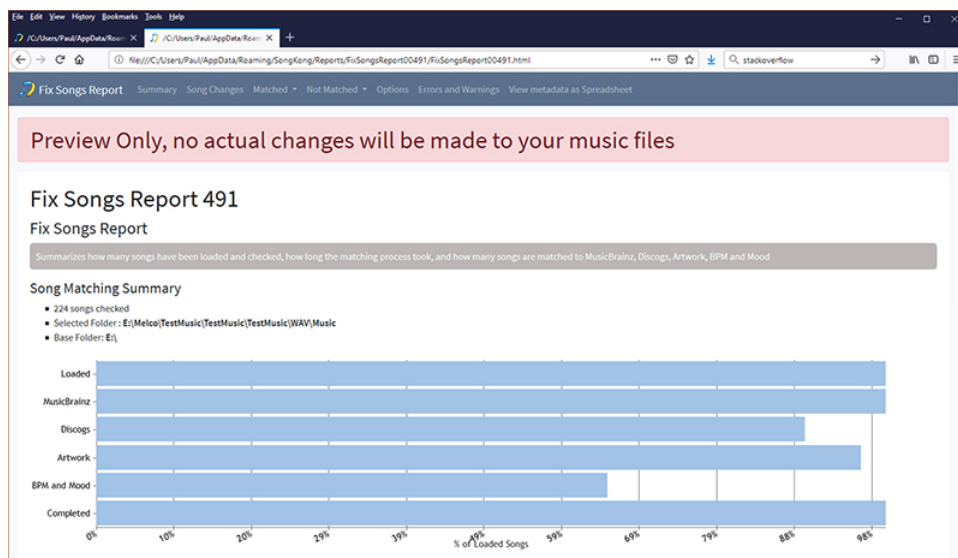 File Edit View History Bookmarks Tools Help
/C:/Users/Paul/AppData/Roam × /C:/Users/Paul/AppData/Roam × +
file:///C:/Users/Paul/AppData/Roaming/SongKong/Reports/FixSongsReport00491/FixSongsReport00491.html stackoverflow
Fix Songs Report Summary Song Changes Matched Not Matched Options Errors and Warnings View metadata as Spreadsheet
Preview Only, no actual changes will be made to your music files
Fix Songs Report 491
Fix Songs Report
Summarizes how many songs have been loaded and checked, how long the matching process took, and how many songs are matched to MusicBrainz, Discogs, Artwork, BPM and Mood
Song Matching Summary
224 songs checked
Selected Folder : E:\Melco\TestMusic\TestMusic\TestMusic\WAV\Music
Base Folder: E:\
Loaded
MusicBrainz
Discogs
Artwork
BPM and Mood
Completed
0% 10% 20% 29% 39% 49% 59% 69% 79% 88% 98%
% of Loaded Songs